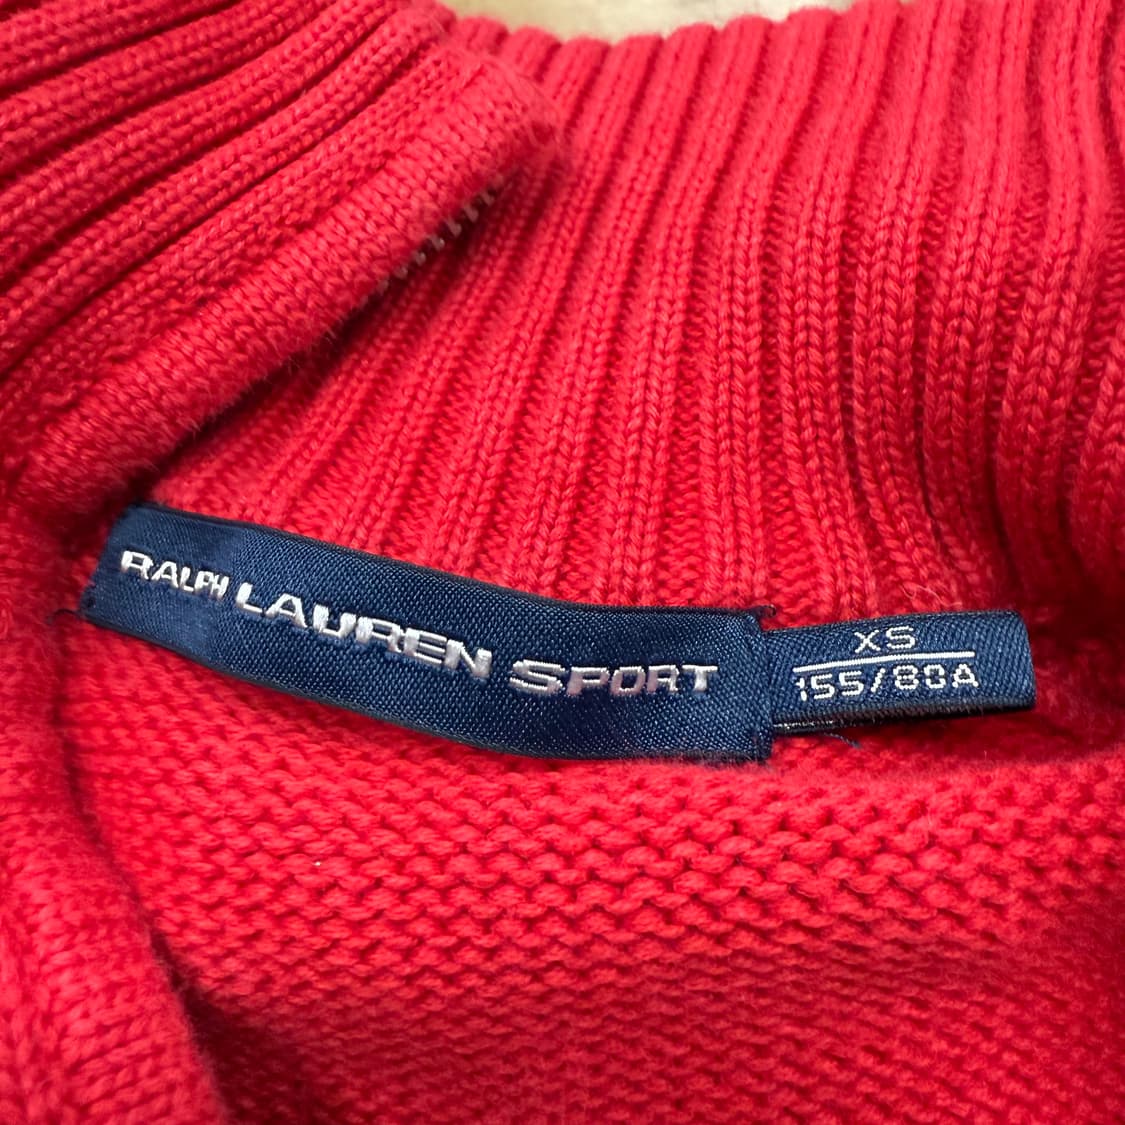 RALPH LAUREN SPORT
XS
155/80A